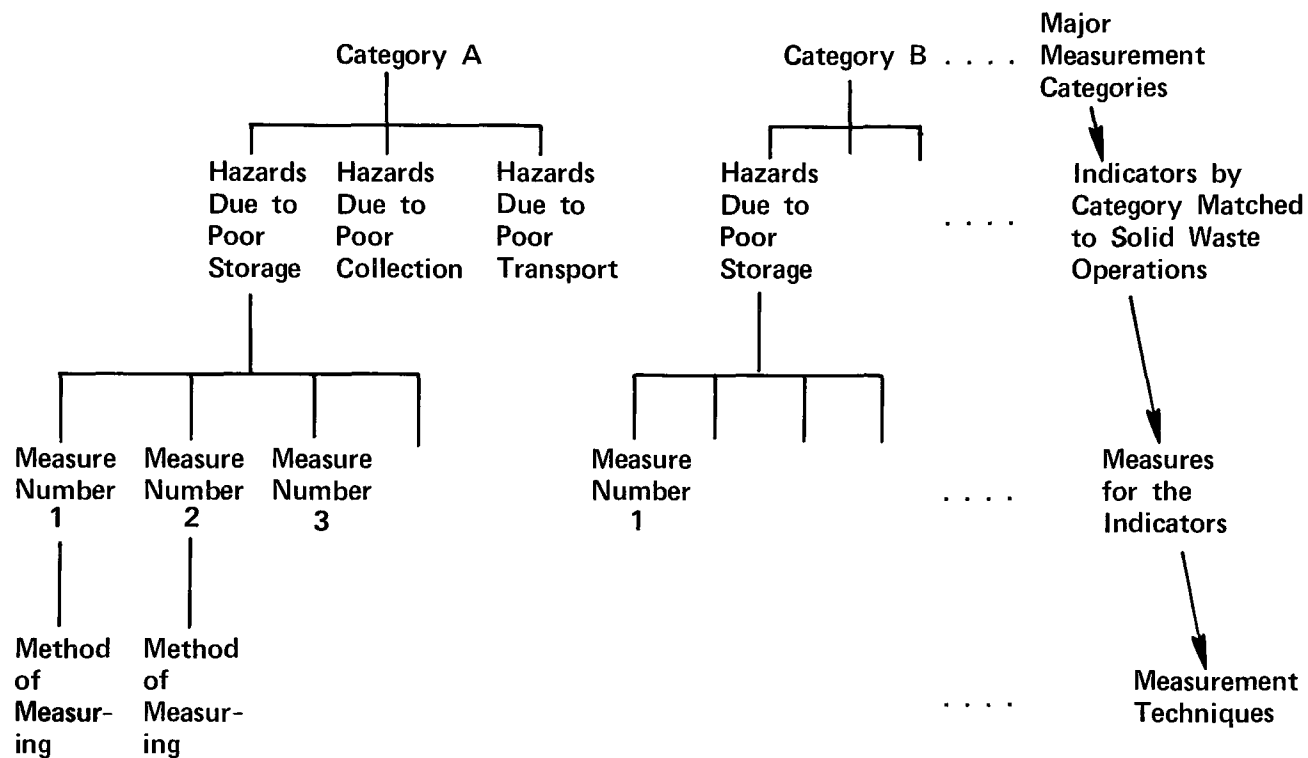 Category A
Category B . . . .
Major
Measurement
Categories
Hazards
Due to
Poor
Storage
Hazards
Due to
Poor
Collection
Hazards
Due to
Poor
Transport
Hazards
Due to
Poor
Storage
. . . .
Indicators by
Category Matched
to Solid Waste
Operations
Measure
Number
1
Measure
Number
2
Measure
Number
3
Measure
Number
1
. . . .
Measures
for the
Indicators
Method
of
Measur-
ing
Method
of
Measur-
ing
. . . .
Measurement
Techniques